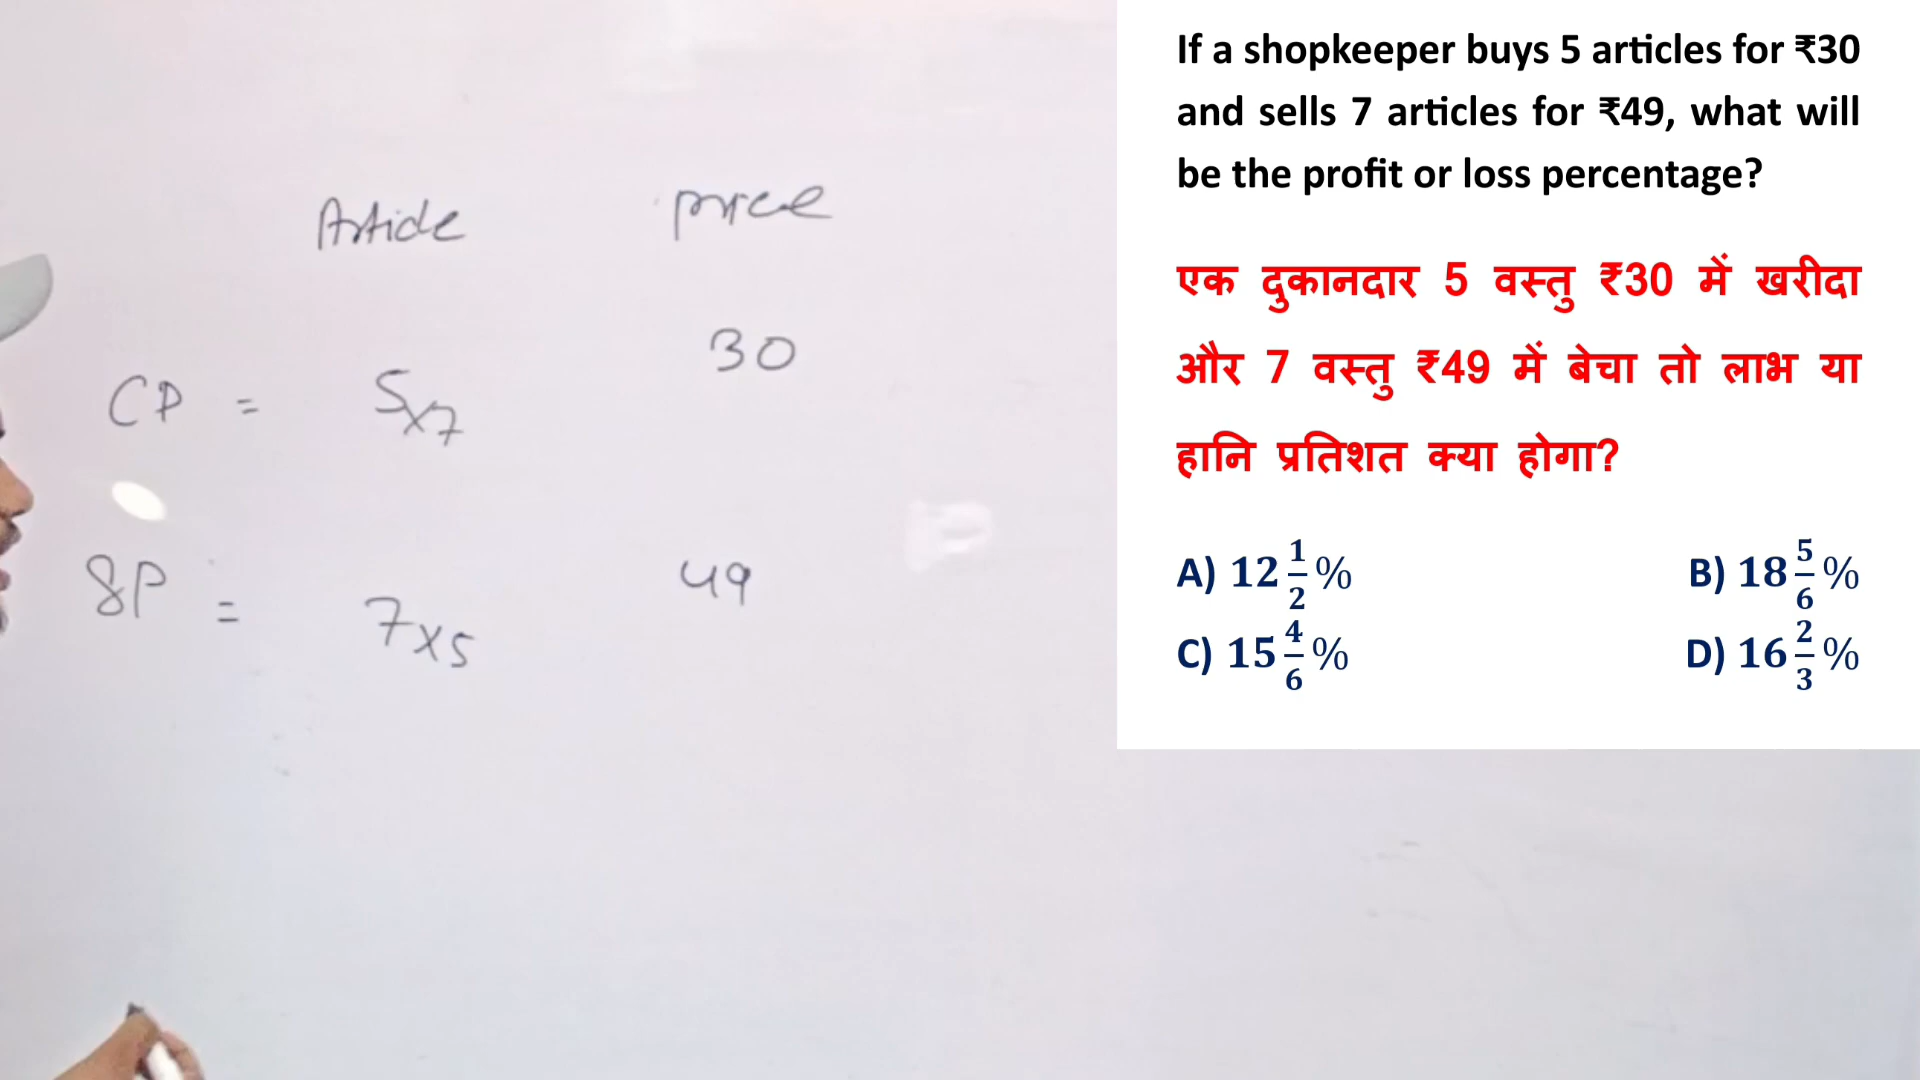 Article price
CP = 5x7 30
SP = 7x5 49
If a shopkeeper buys 5 articles for ₹30
and sells 7 articles for ₹49, what will
be the profit or loss percentage?
एक दुकानदार 5 वस्तु ₹30 में खरीदा
और 7 वस्तु ₹49 में बेचा तो लाभ या
हानि प्रतिशत क्या होगा?
A) 12 1/2 % B) 18 5/6 %
C) 15 4/6 % D) 16 2/3 %